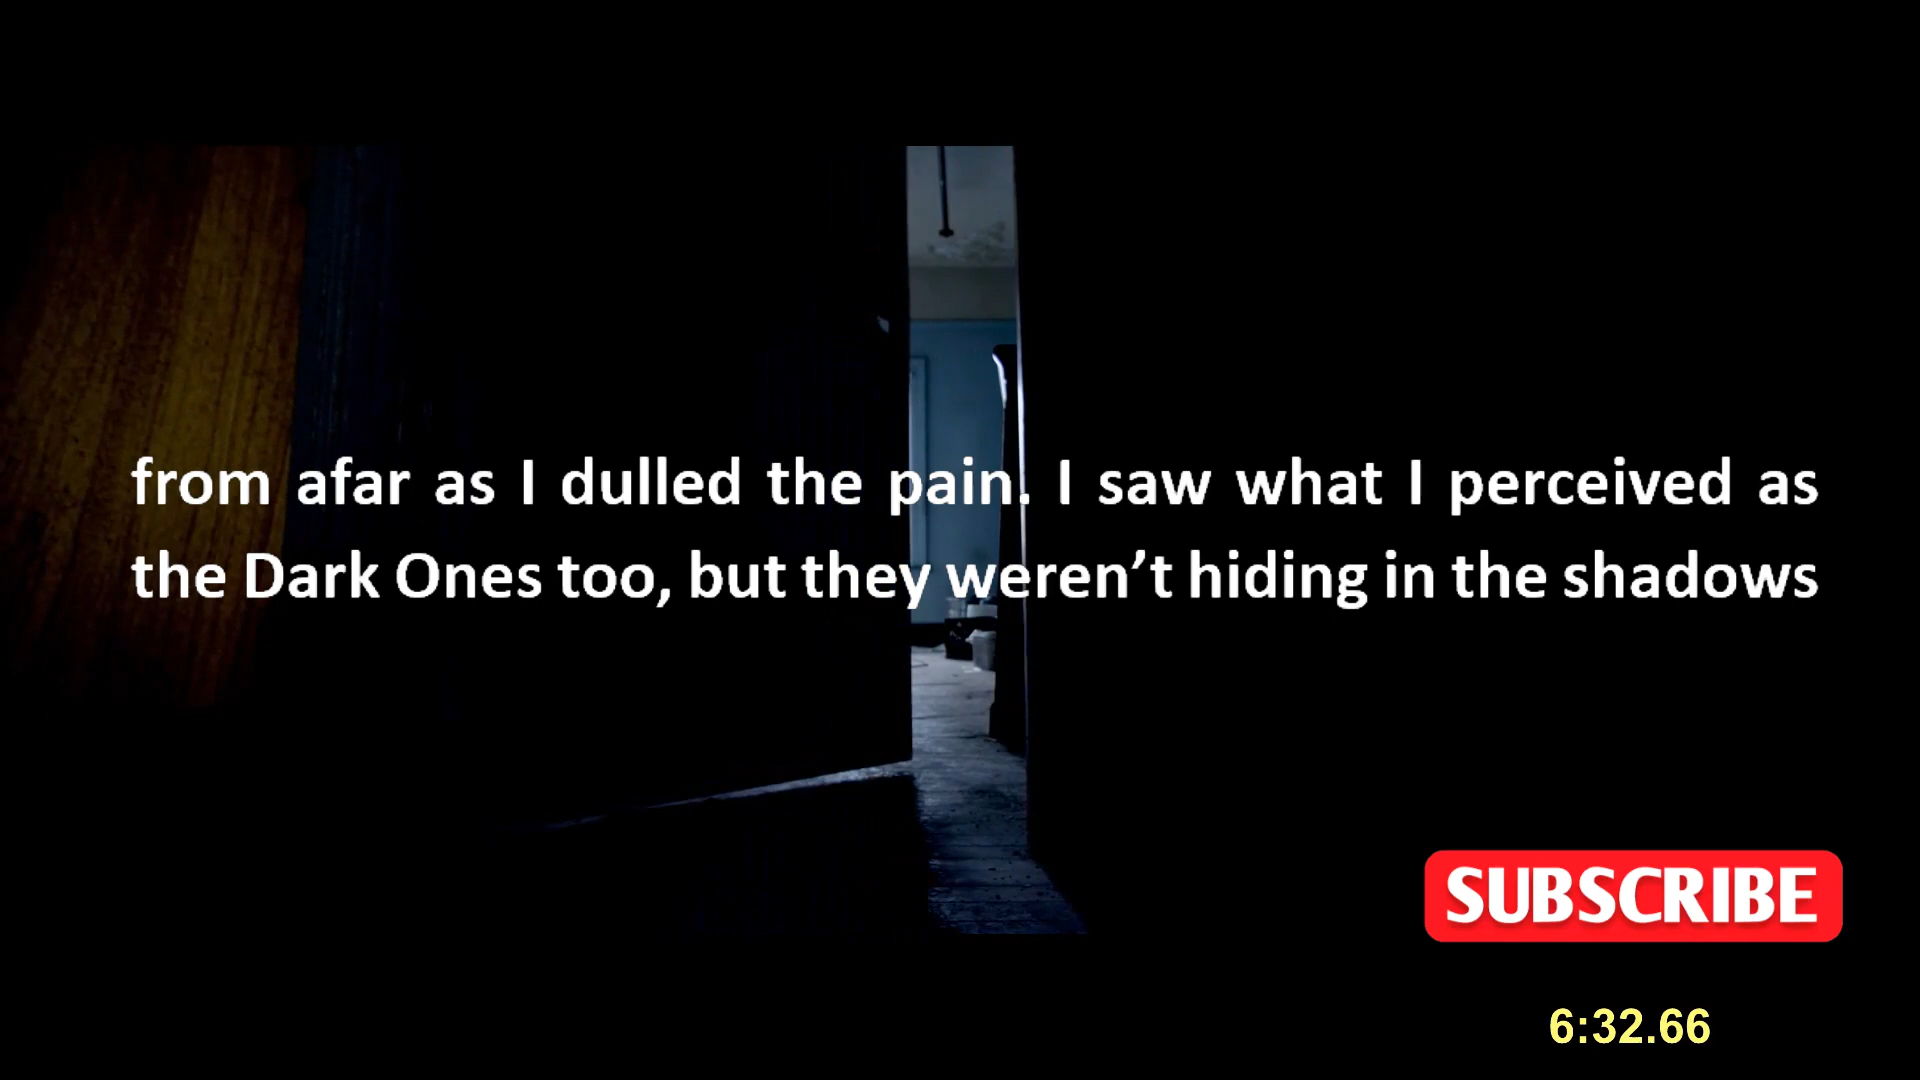 from afar as I dulled the pain. I saw what I perceived as
the Dark Ones too, but they weren’t hiding in the shadows
SUBSCRIBE
6:32.66